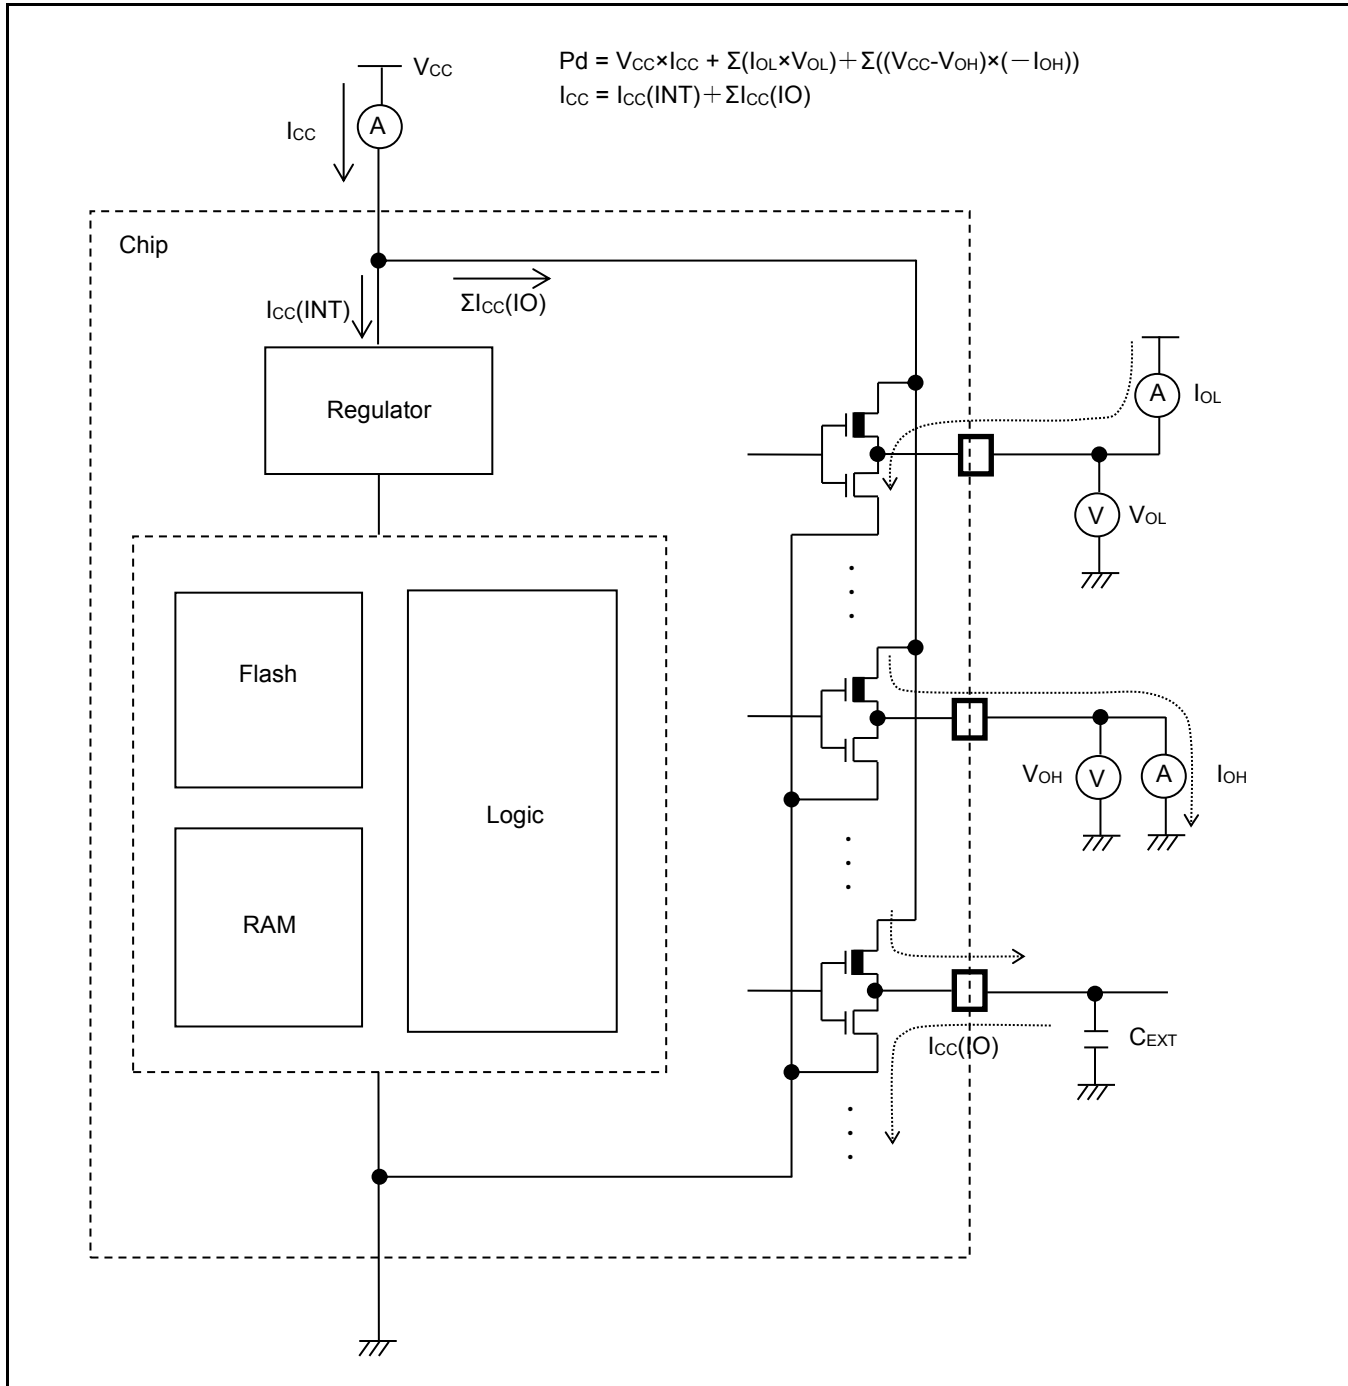 Pd = VCC×ICC + Σ(IOL×VOL)＋Σ((VCC-VOH)×(－IOH))
ICC = ICC(INT)＋ΣICC(IO)
VCC
A
ICC
Chip
ICC(INT)
ΣICC(IO)
Regulator
A
IOL
V
VOL
Flash
Logic
RAM
VOH
V
A
IOH
ICC(IO)
CEXT